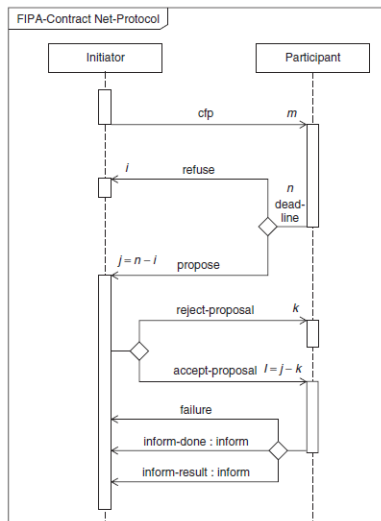 FIPA-Contract Net-Protocol
Initiator
Participant
cfp
m
i
refuse
n
dead-
line
j = n – i
propose
reject-proposal
k
accept-proposal
l = j – k
failure
inform-done : inform
inform-result : inform